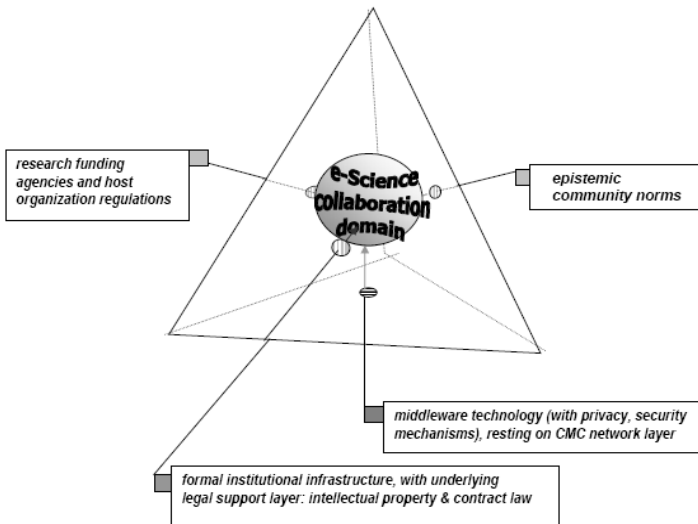 e-Science
collaboration
domain
research funding
agencies and host
organization regulations
epistemic
community norms
middleware technology (with privacy, security
mechanisms), resting on CMC network layer
formal institutional infrastructure, with underlying
legal support layer: intellectual property & contract law